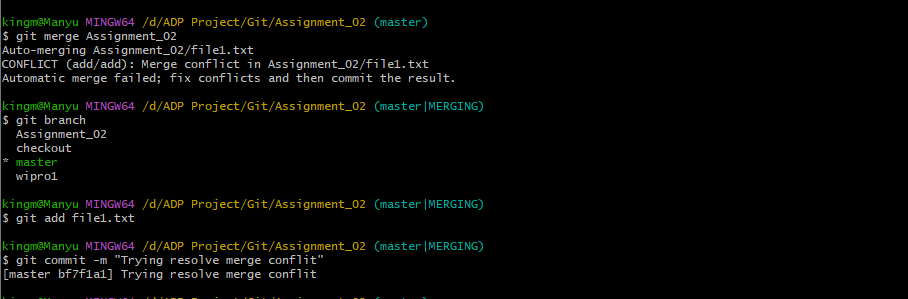 kingm@Manyu MINGW64 /d/ADP Project/Git/Assignment_02 (master)
$ git merge Assignment_02
Auto-merging Assignment_02/file1.txt
CONFLICT (add/add): Merge conflict in Assignment_02/file1.txt
Automatic merge failed; fix conflicts and then commit the result.
kingm@Manyu MINGW64 /d/ADP Project/Git/Assignment_02 (master|MERGING)
$ git branch
Assignment_02
checkout
* master
wipro1
kingm@Manyu MINGW64 /d/ADP Project/Git/Assignment_02 (master|MERGING)
$ git add file1.txt
kingm@Manyu MINGW64 /d/ADP Project/Git/Assignment_02 (master|MERGING)
$ git commit -m "Trying resolve merge conflit"
[master bf7f1a1] Trying resolve merge conflit